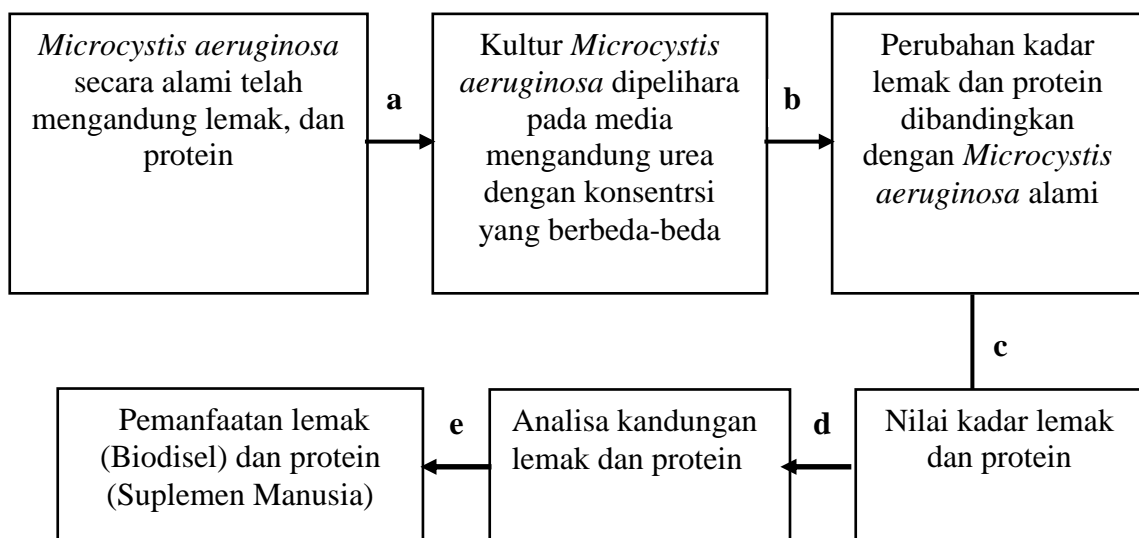 Microcystis aeruginosa
secara alami telah
mengandung lemak, dan
protein
a
Kultur Microcystis
aeruginosa dipelihara
pada media
mengandung urea
dengan konsentrsi
yang berbeda-beda
b
Perubahan kadar
lemak dan protein
dibandingkan
dengan Microcystis
aeruginosa alami
c
Nilai kadar lemak
dan protein
d
Analisa kandungan
lemak dan protein
e
Pemanfaatan lemak
(Biodisel) dan protein
(Suplemen Manusia)